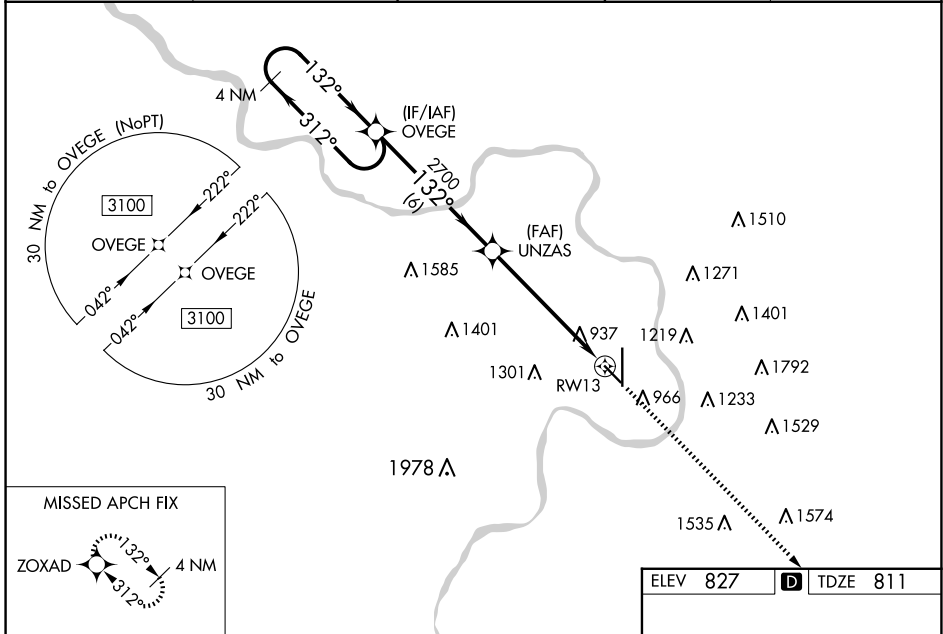 132°
4 NM
312°
(IF/IAF)
OVEGE
30 NM to OVEGE (NoPT)
2700
132°
(6)
222°
3100
OVEGE
042°
222°
OVEGE
3100
042°
30 NM to OVEGE
(FAF)
UNZAS
1510
1585
1271
1401
1401
937
1219
1301
RW13
1792
966
1233
1529
1978
1535
1574
MISSED APCH FIX
ZOXAD
132°
4 NM
312°
ELEV 827
D
TDZE 811